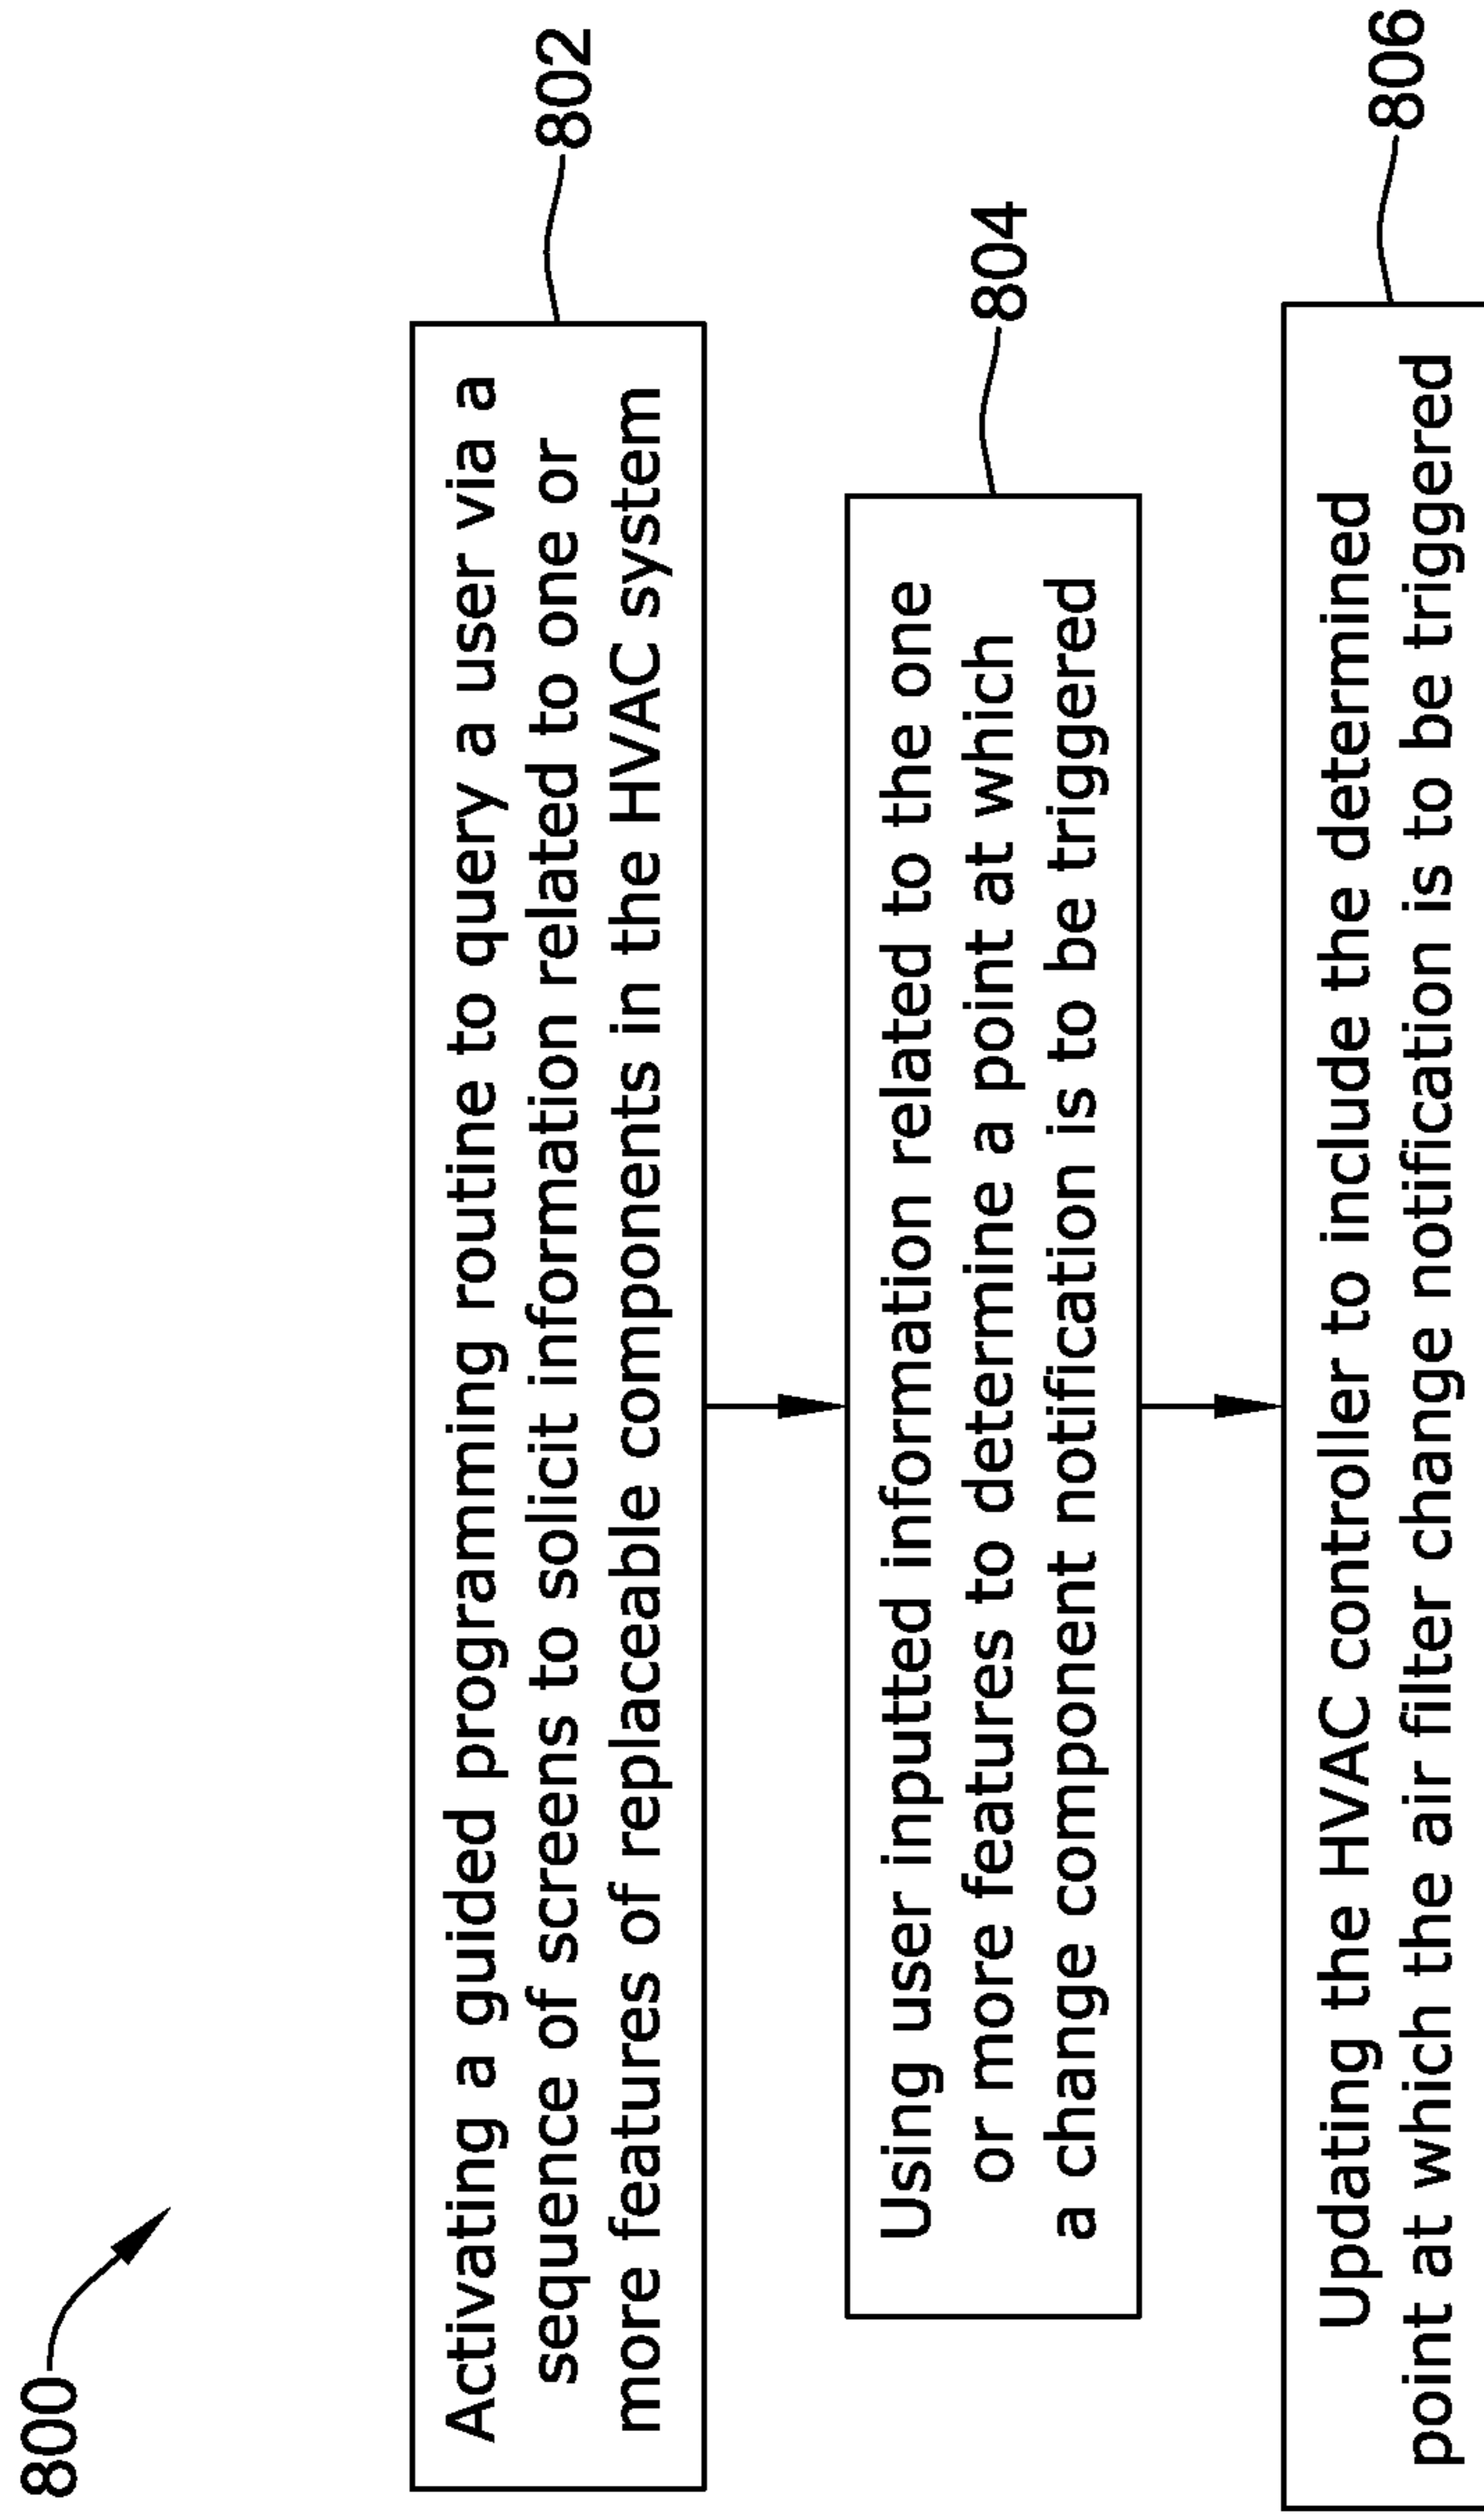 800
Activating a guided programming routine to query a user via a
sequence of screens to solicit information related to one or
more features of replaceable components in the HVAC system
802
Using user inputted information related to the one
or more features to determine a point at which
a change component notification is to be triggered
804
Updating the HVAC controller to include the determined
point at which the air filter change notification is to be triggered
806